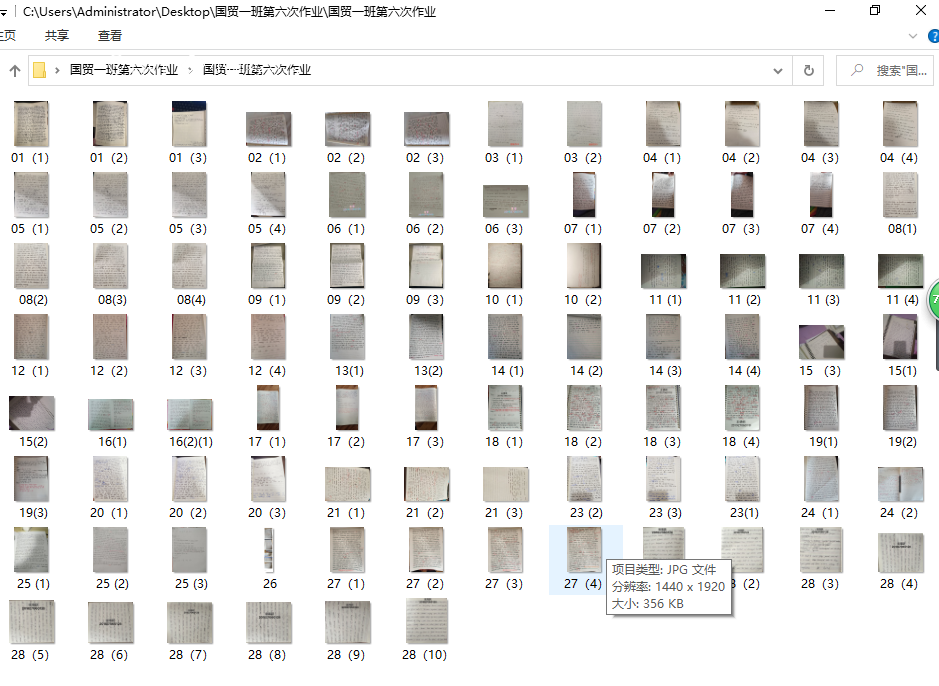 C:\Users\Administrator\Desktop\国贸一班第六次作业\国贸一班第六次作业
主页 共享 查看
国贸一班第六次作业 › 国贸一班第六次作业 搜索"国...
01 (1) 01 (2) 01 (3) 02 (1) 02 (2) 02 (3) 03 (1) 03 (2) 04 (1) 04 (2) 04 (3) 04 (4)
05 (1) 05 (2) 05 (3) 05 (4) 06 (1) 06 (2) 06 (3) 07 (1) 07 (2) 07 (3) 07 (4) 08(1)
08(2) 08(3) 08(4) 09 (1) 09 (2) 09 (3) 10 (1) 10 (2) 11 (1) 11 (2) 11 (3) 11 (4)
12 (1) 12 (2) 12 (3) 12 (4) 13(1) 13(2) 14 (1) 14 (2) 14 (3) 14 (4) 15 (3) 15(1)
15(2) 16(1) 16(2)(1) 17 (1) 17 (2) 17 (3) 18 (1) 18 (2) 18 (3) 18 (4) 19(1) 19(2)
19(3) 20 (1) 20 (2) 20 (3) 21 (1) 21 (2) 21 (3) 23 (2) 23 (3) 23(1) 24 (1) 24 (2)
25 (1) 25 (2) 25 (3) 26 27 (1) 27 (2) 27 (3) 27 (4) (2) 28 (3) 28 (4)
项目类型: JPG 文件
分辨率: 1440 x 1920
大小: 356 KB
28 (5) 28 (6) 28 (7) 28 (8) 28 (9) 28 (10)